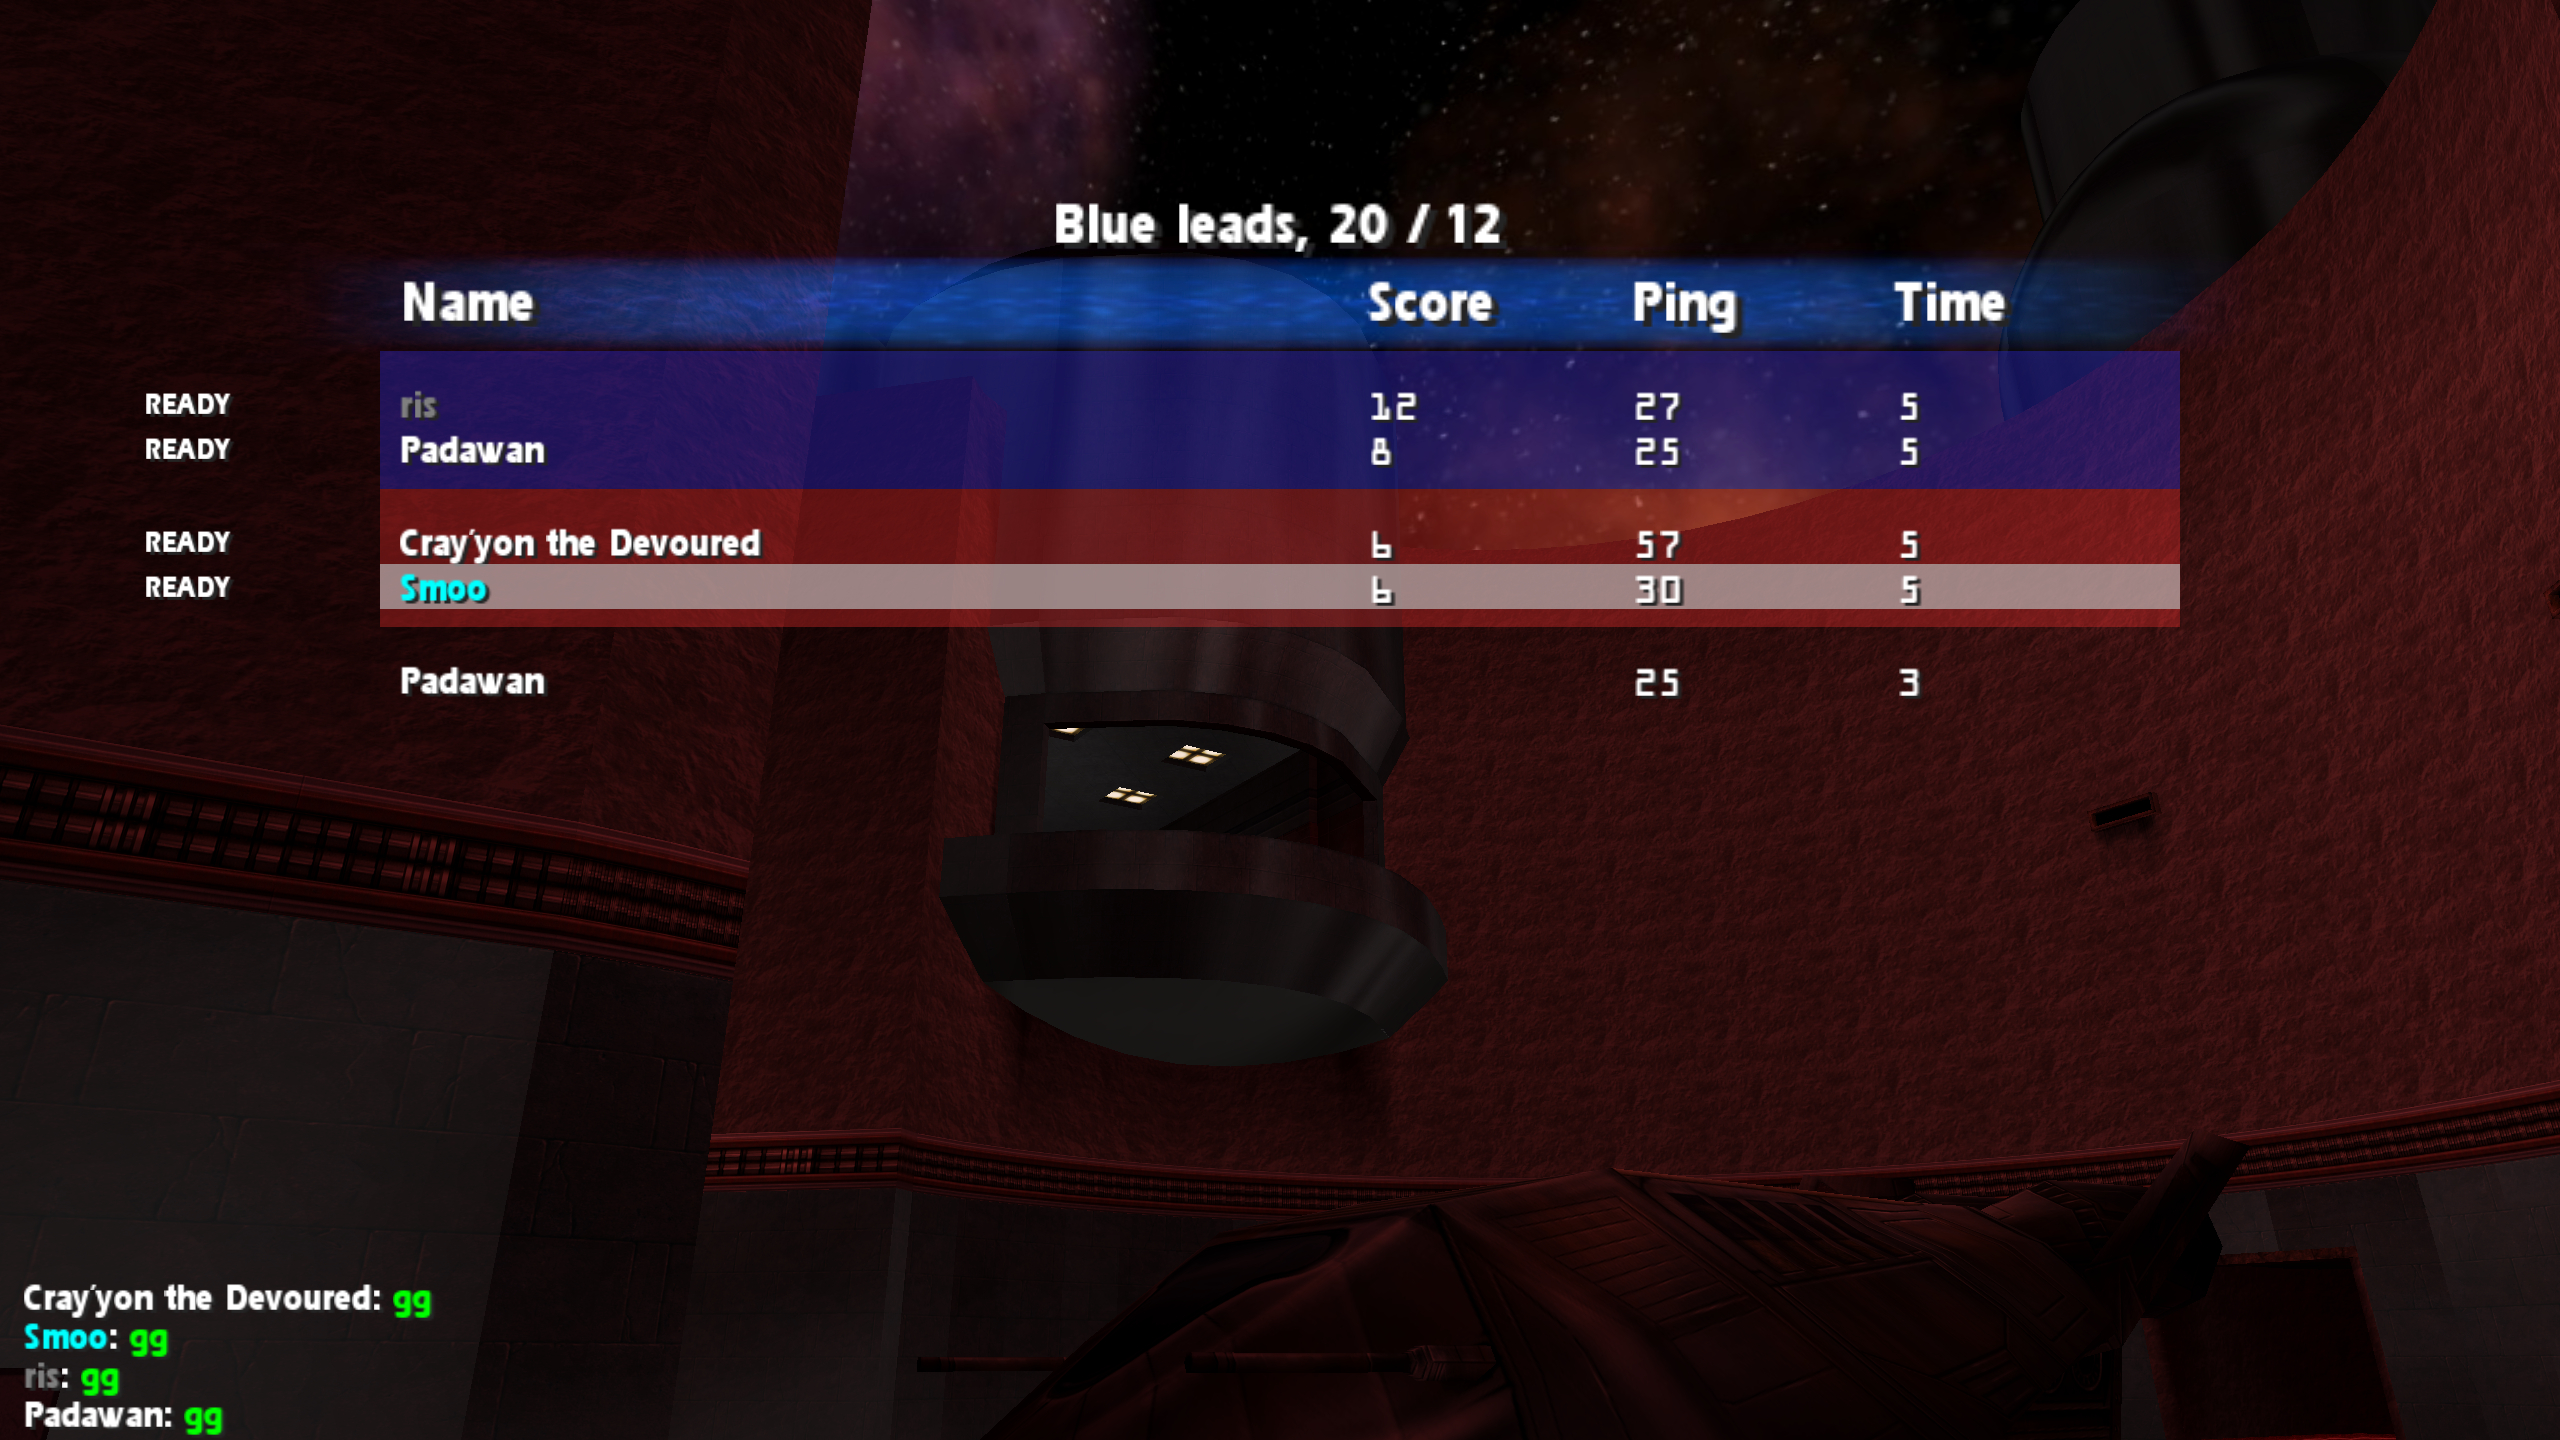 Blue leads, 20 / 12
Name Score Ping Time
READY ris 12 27 5
READY Padawan 8 25 5
READY Cray'yon the Devoured 6 57 5
READY Smoo 6 30 5
Padawan 25 3
Cray'yon the Devoured: gg
Smoo: gg
ris: gg
Padawan: gg